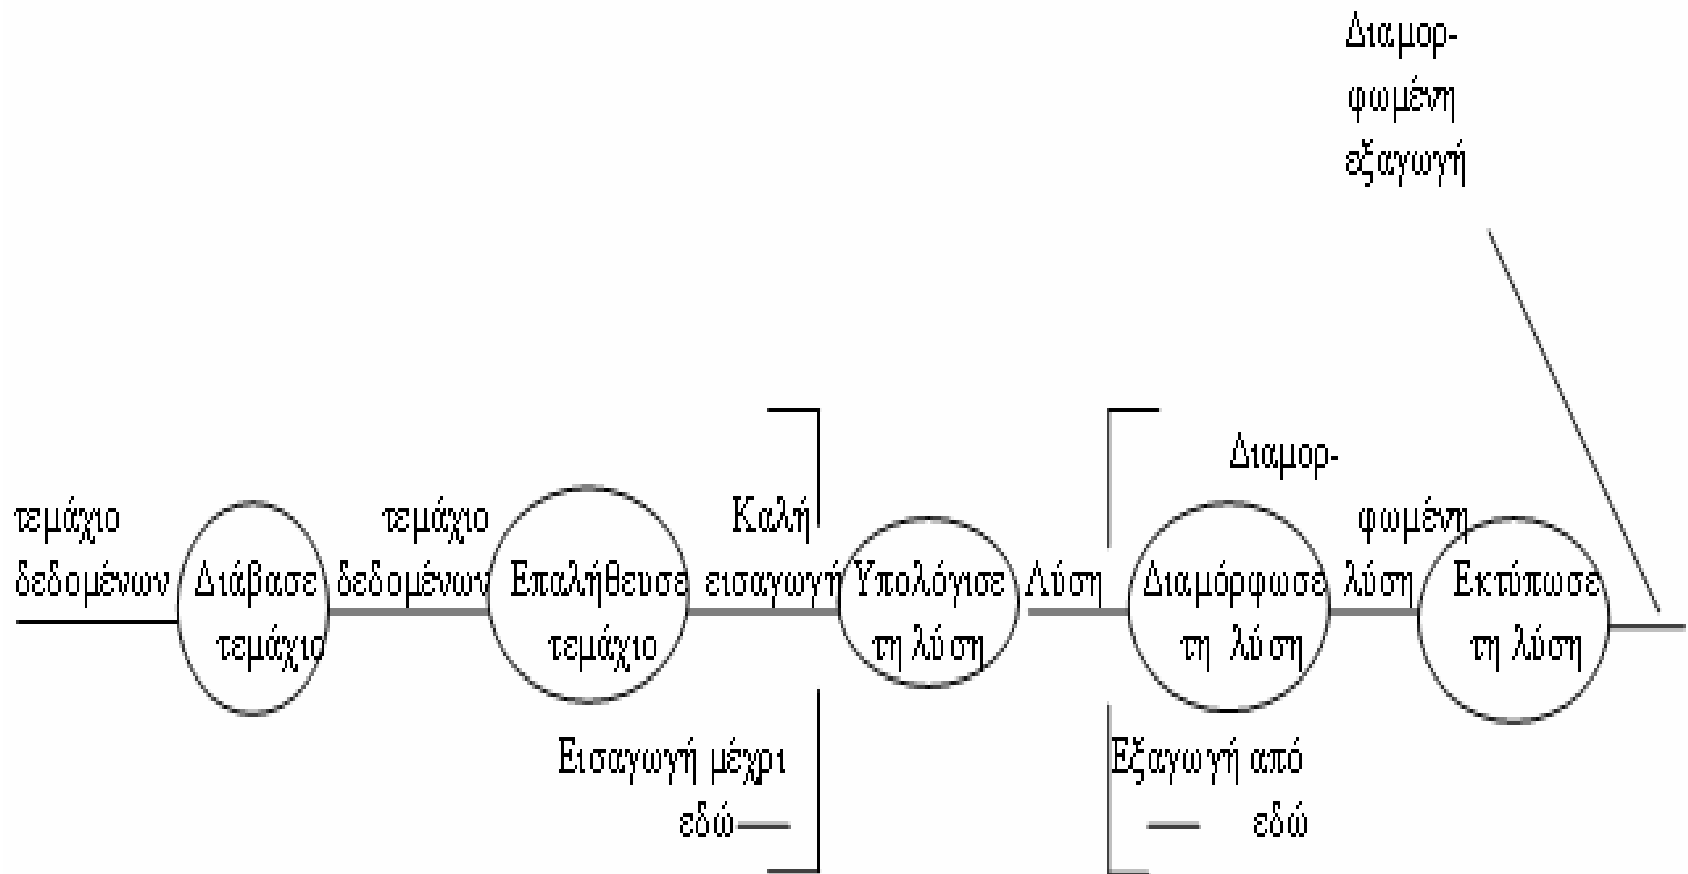 Διαμορ-
φωμένη
εξαγωγή
τεμάχιο
δεδομένων
Διάβασε
τεμάχιο
τεμάχιο
δεδομένων
Επαλήθευσε
τεμάχιο
Καλή
εισαγωγή
Υπολόγισε
τη λύση
Λύση
Διαμόρφωσε
τη λύση
Διαμορ-
φωμένη
λύση
Εκτύπωσε
τη λύση
Εισαγωγή μέχρι
εδώ
Εξαγωγή από
εδώ